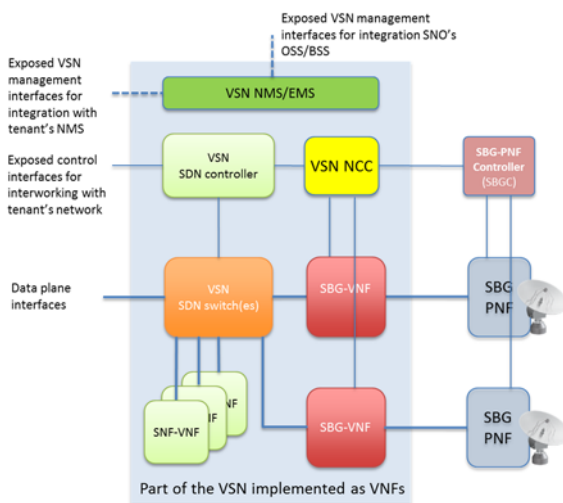 Exposed VSN management
interfaces for integration SNO's
OSS/BSS
Exposed VSN
management
interfaces for
integration with
tenant's NMS
VSN NMS/EMS
Exposed control
interfaces for
interworking with
tenant's network
VSN
SDN controller
VSN NCC
SBG-PNF
Controller
(SBGC)
Data plane
interfaces
VSN
SDN switch(es)
SBG-VNF
SBG
PNF
SNF-VNF
NF
NF
SBG-VNF
SBG
PNF
Part of the VSN implemented as VNFs